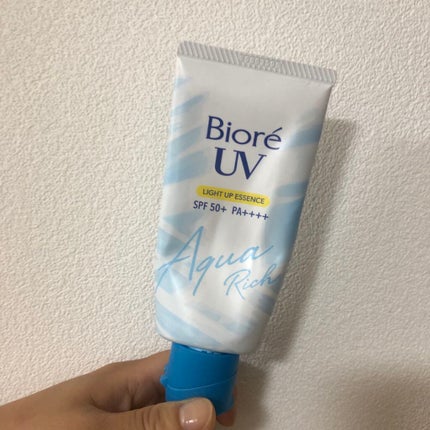 Bioré
UV
LIGHT UP ESSENCE
SPF 50+ PA++++
Aqua
Rich